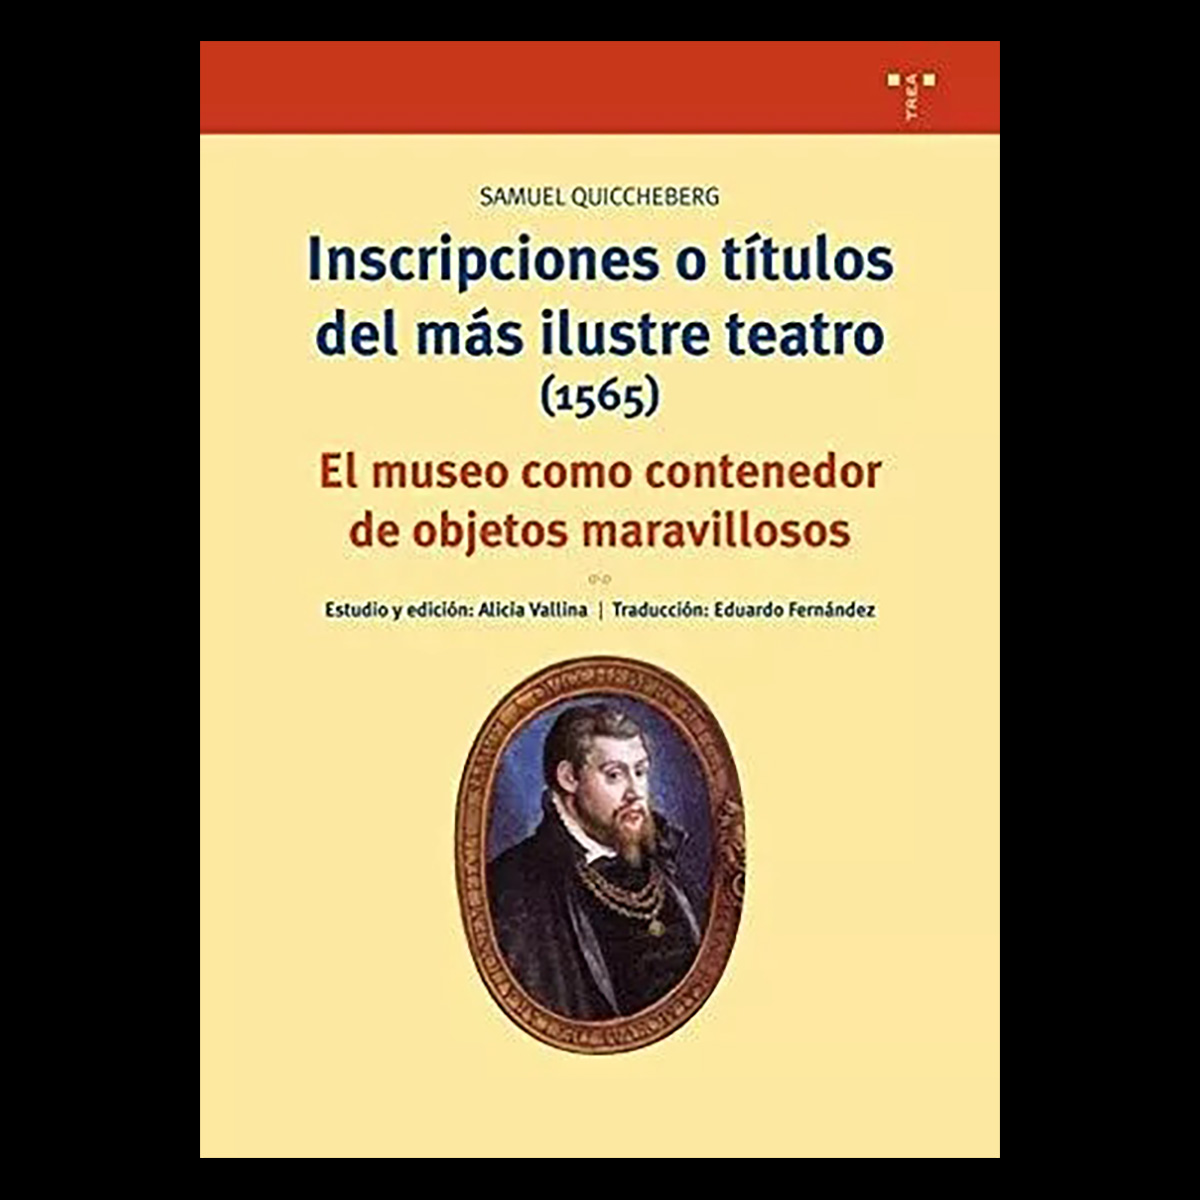 TREA
SAMUEL QUICCHEBERG
Inscripciones o títulos
del más ilustre teatro
(1565)
El museo como contenedor
de objetos maravillosos
Estudio y edición: Alicia Vallina | Traducción: Eduardo Fernández